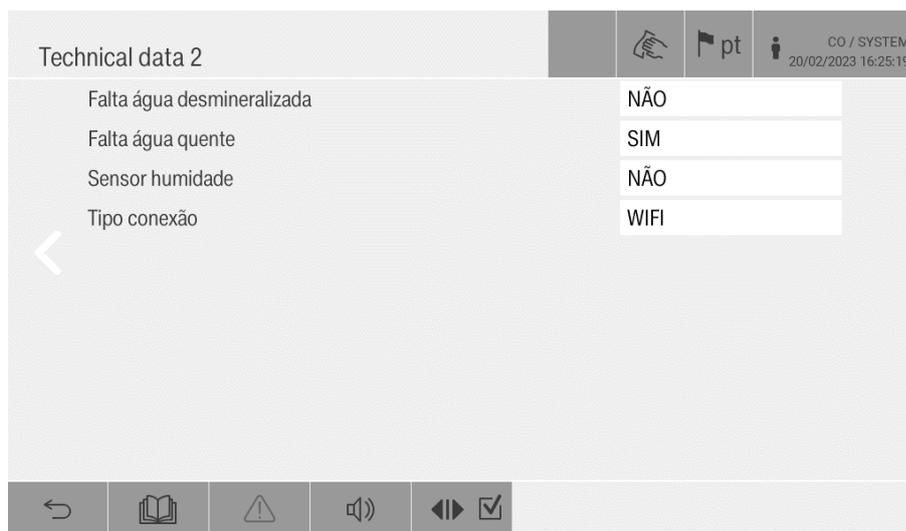 Technical data 2
pt
CO / SYSTEM
20/02/2023 16:25:19
Falta água desmineralizada NÃO
Falta água quente SIM
Sensor humidade NÃO
Tipo conexão WIFI